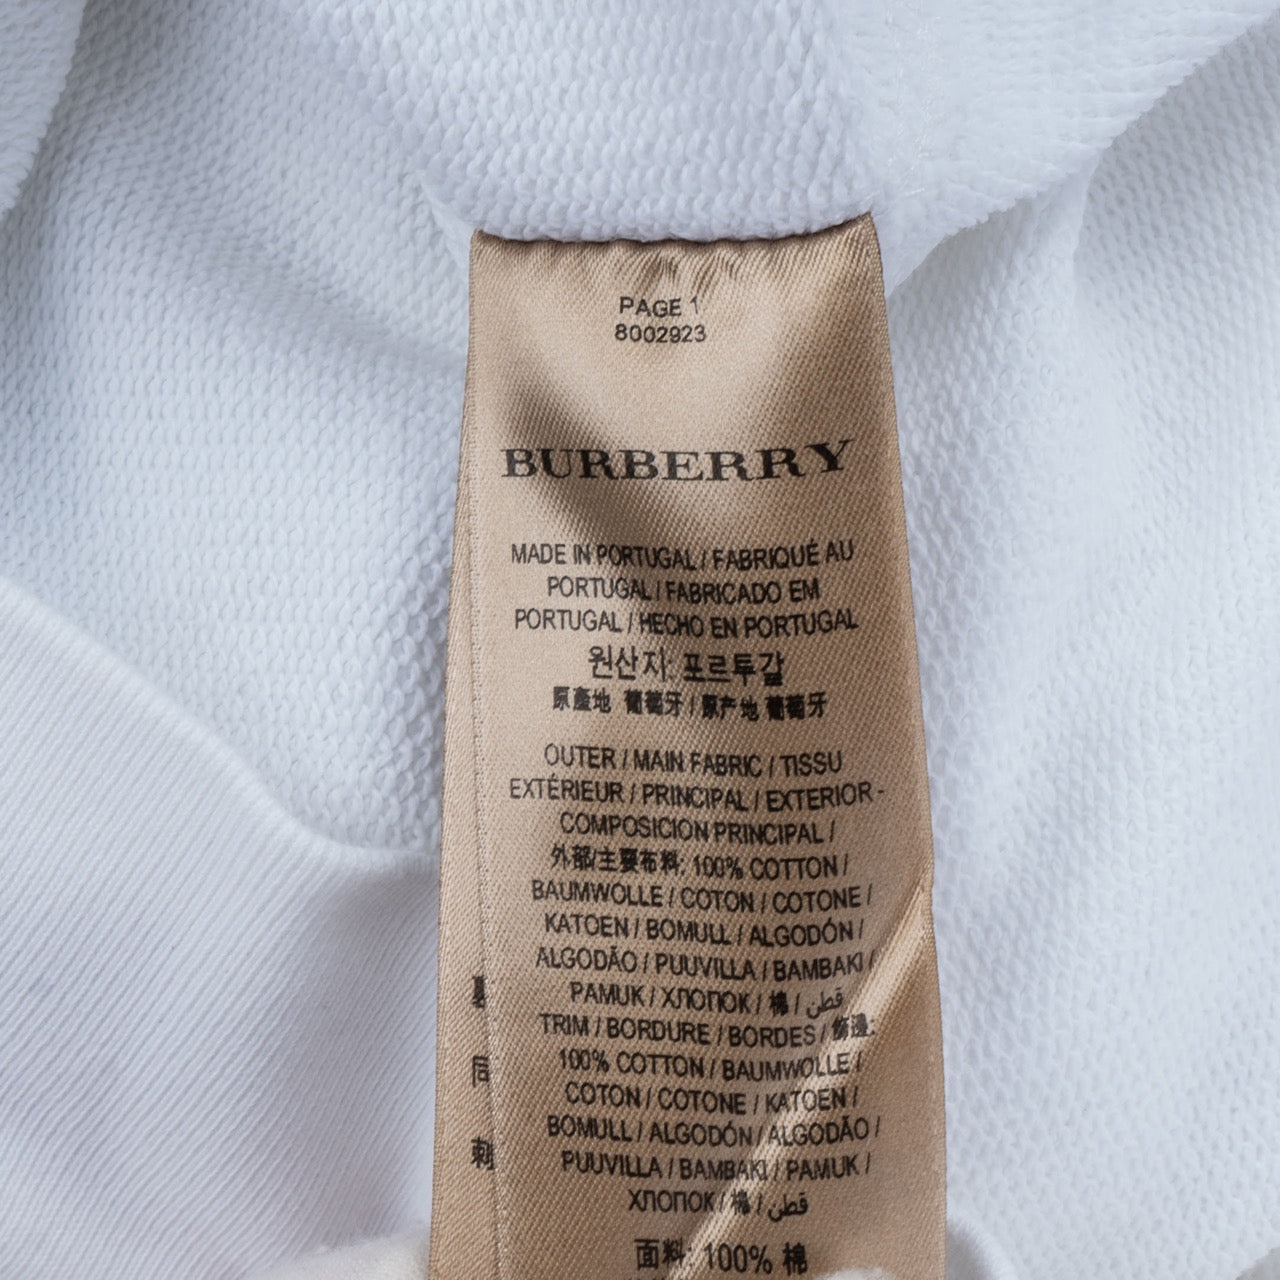 PAGE 1
8002923
BURBERRY
MADE IN PORTUGAL / FABRIQUÉ AU
PORTUGAL / FABRICADO EM
PORTUGAL / HECHO EN PORTUGAL
원산지: 포르투갈
原產地 葡萄牙 / 原产地 葡萄牙
OUTER / MAIN FABRIC / TISSU
EXTÉRIEUR / PRINCIPAL / EXTERIOR -
COMPOSICION PRINCIPAL /
外部/主要布料: 100% COTTON /
BAUMWOLLE / COTON / COTONE /
KATOEN / BOMULL / ALGODÓN /
ALGODÃO / PUUVILLA / BAMBAKI /
PAMUK / ХЛОПОК / 棉 / قطن
TRIM / BORDURE / BORDES / 飾邊:
100% COTTON / BAUMWOLLE /
COTON / COTONE / KATOEN /
BOMULL / ALGODÓN / ALGODÃO /
PUUVILLA / BAMBAKI / PAMUK /
ХЛОПОК / 棉 / قطن
面料: 100% 棉